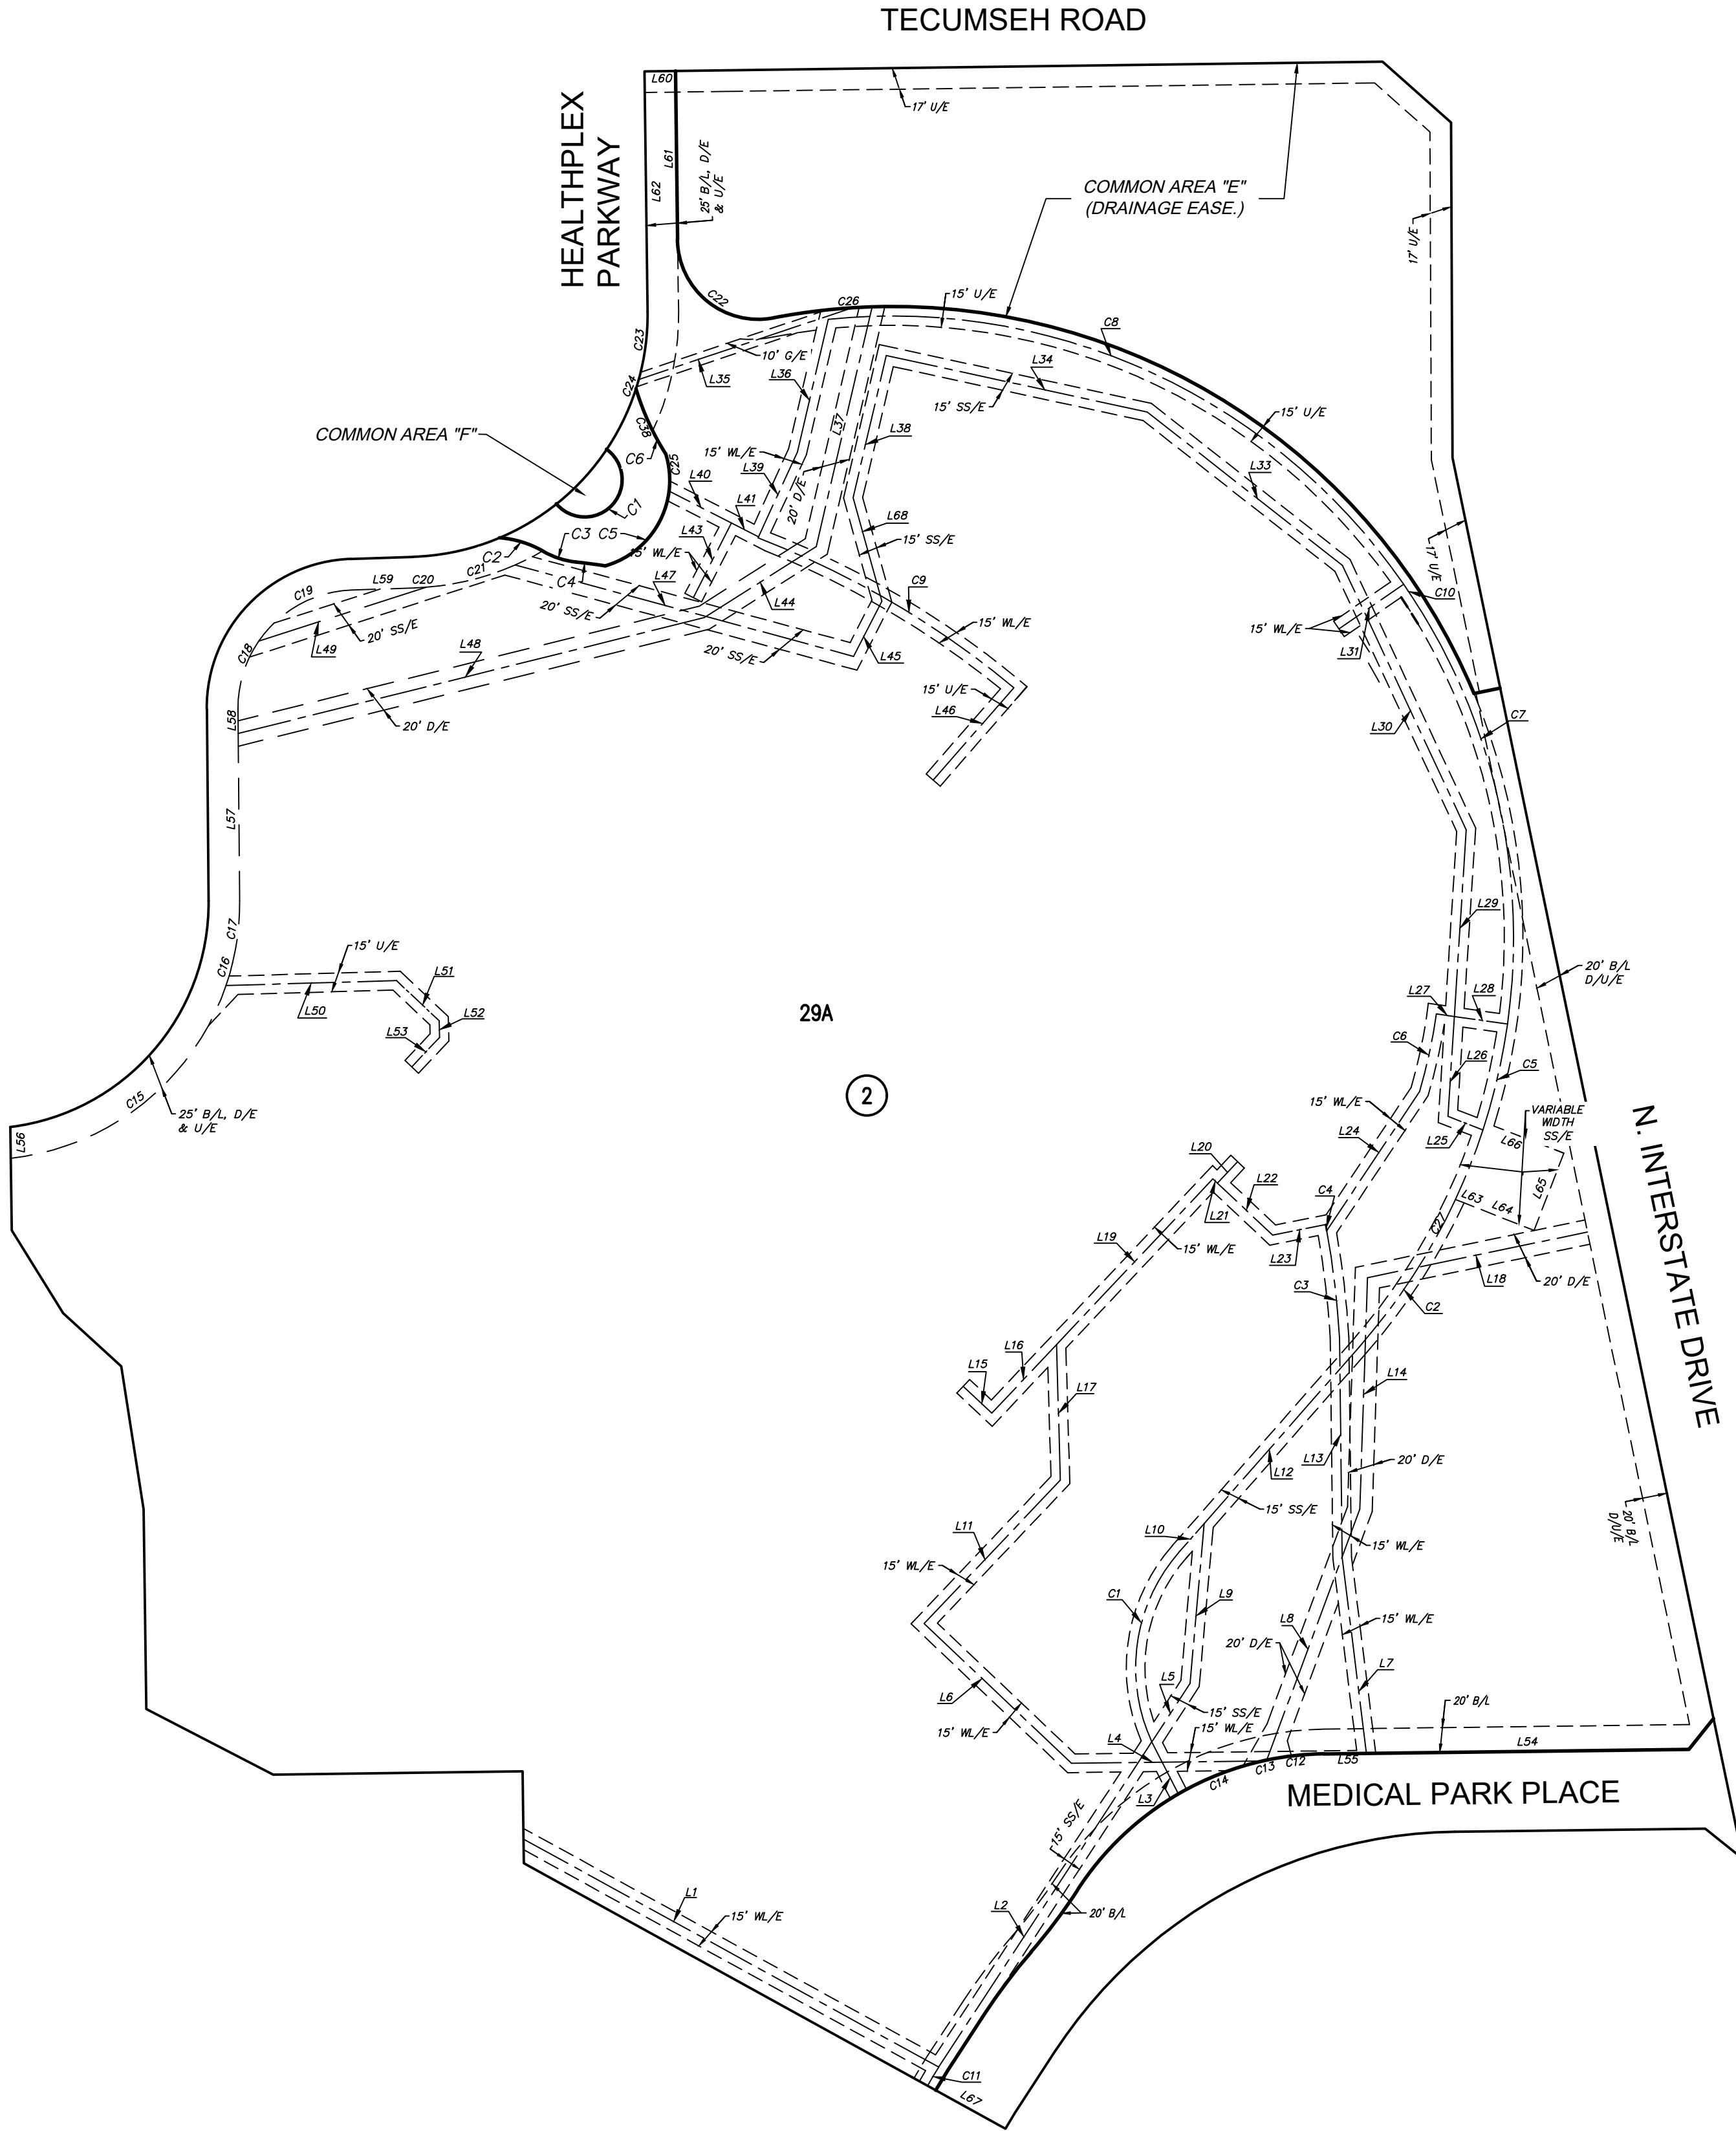 TECUMSEH ROAD
L60
17' U/E
HEALTHPLEX
PARKWAY
L61
L62
25' B/L, D/E
& U/E
COMMON AREA "E"
(DRAINAGE EASE.)
17' U/E
C22
C26
15' U/E
C8
C23
10' G/E
L35
L36
L34
C24
15' SS/E
15' U/E
L37
C38
COMMON AREA "F"
L38
C6
15' WL/E
C25
L39
L40
L33
20' D/E
C1
L41
L68
C3
C5
L43
15' SS/E
17' U/E
C2
15' WL/E
C21
C4
L47
L59
C20
C19
L44
C9
C10
20' SS/E
15' WL/E
15' WL/E
20' SS/E
L31
L49
C18
L48
20' SS/E
L45
15' U/E
L46
C7
L58
20' D/E
L30
L57
L29
C17
15' U/E
C16
L51
20' B/L
D/U/E
L50
L52
L53
29A
L27
L28
C6
L26
C5
2
C15
25' B/L, D/E
& U/E
15' WL/E
VARIABLE
WIDTH
SS/E
L56
L24
L25
L66
N. INTERSTATE DRIVE
L20
L22
L65
C4
L63
L64
L21
C27
L19
15' WL/E
L23
C3
L18
20' D/E
C2
L16
L15
L17
L14
L13
L12
20' D/E
15' SS/E
20' B/L
D/U/E
L11
L10
15' WL/E
15' WL/E
C1
L9
L8
15' WL/E
20' D/E
L7
L5
L6
15' SS/E
20' B/L
15' WL/E
15' WL/E
L4
L54
L55
C12
C13
C14
L3
MEDICAL PARK PLACE
15' SS/E
L1
L2
15' WL/E
20' B/L
C11
L67